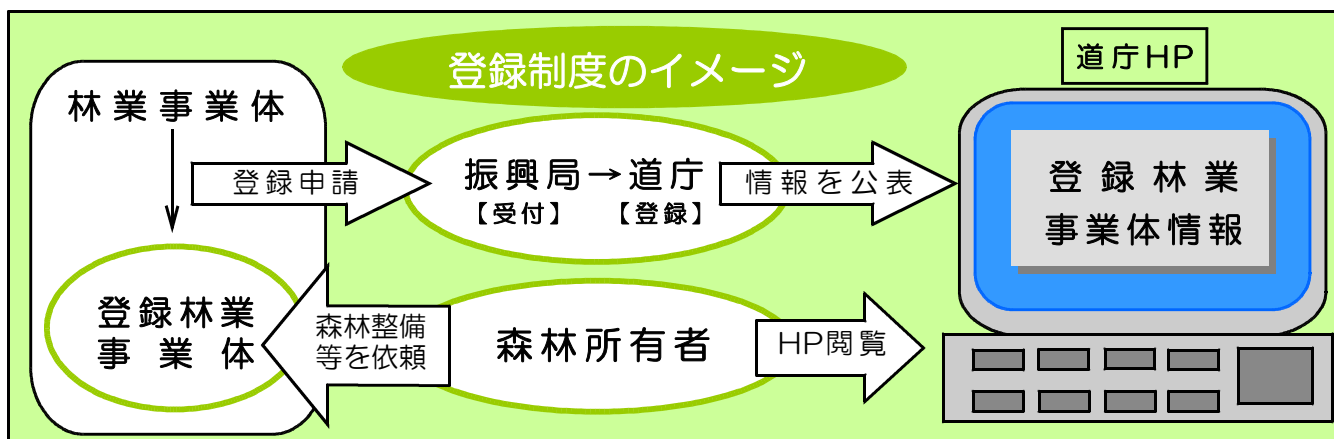 登録制度のイメージ
道庁HP
林業事業体
登録申請
振興局→道庁
【受付】 【登録】
情報を公表
登録林業
事業体情報
登録林業
事業体
森林整備
等を依頼
森林所有者
HP閲覧